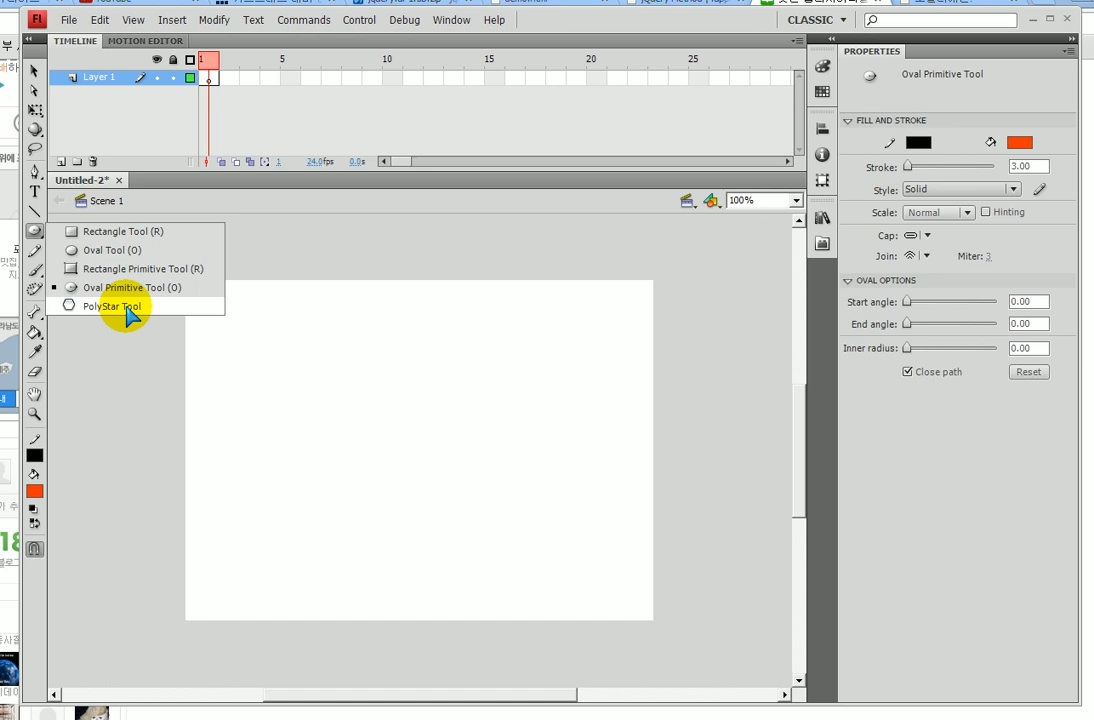 YouTube
Fl File Edit View Insert Modify Text Commands Control Debug Window Help CLASSIC
TIMELINE MOTION EDITOR
1 5 10 15 20 25
Layer 1
1 24.0fps 0.0s
Untitled-2*
Scene 1 100%
Rectangle Tool (R)
Oval Tool (O)
Rectangle Primitive Tool (R)
Oval Primitive Tool (O)
PolyStar Tool
PROPERTIES
Oval Primitive Tool
FILL AND STROKE
Stroke: 3.00
Style: Solid
Scale: Normal Hinting
Cap:
Join: Miter: 3
OVAL OPTIONS
Start angle: 0.00
End angle: 0.00
Inner radius: 0.00
Close path Reset